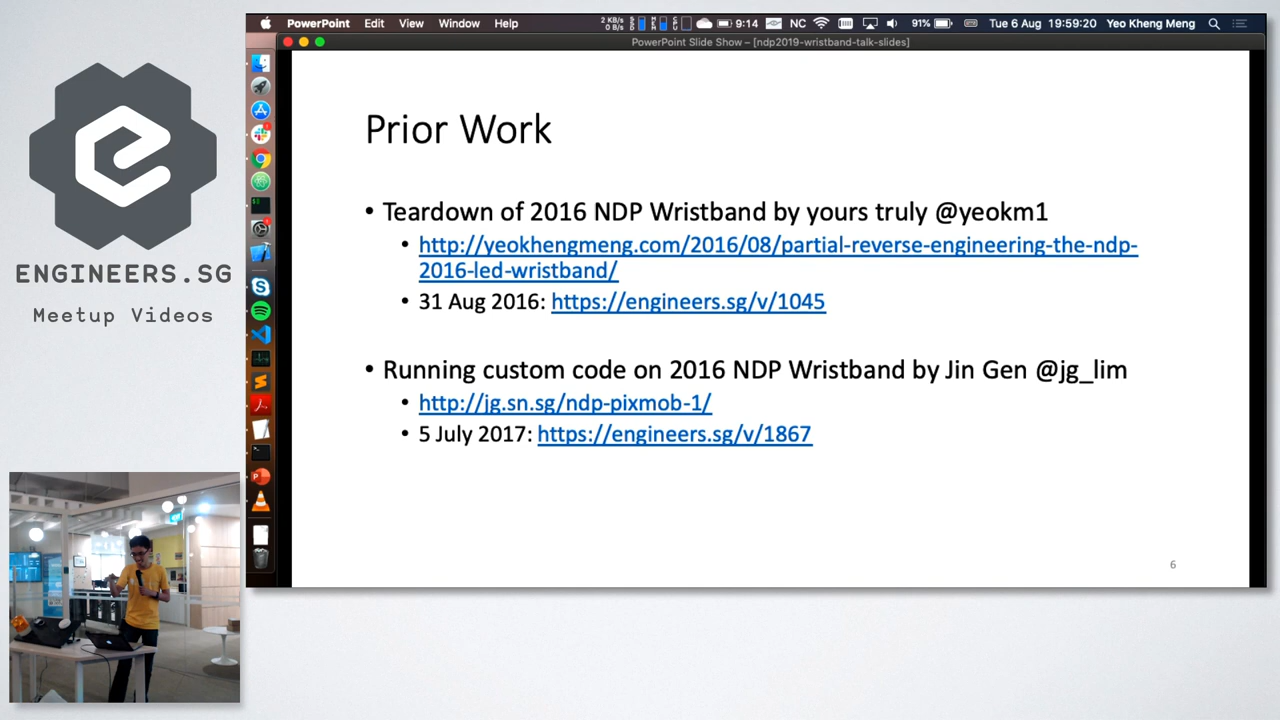 PowerPoint Edit View Window Help 2 KB/s 0 B/s 9:14 NC 91% Tue 6 Aug 19:59:20 Yeo Kheng Meng
PowerPoint Slide Show – [ndp2019-wristband-talk-slides]
ENGINEERS.SG
Meetup Videos
Prior Work
• Teardown of 2016 NDP Wristband by yours truly @yeokm1
• http://yeokhengmeng.com/2016/08/partial-reverse-engineering-the-ndp-
2016-led-wristband/
• 31 Aug 2016: https://engineers.sg/v/1045
• Running custom code on 2016 NDP Wristband by Jin Gen @jg_lim
• http://jg.sn.sg/ndp-pixmob-1/
• 5 July 2017: https://engineers.sg/v/1867
6